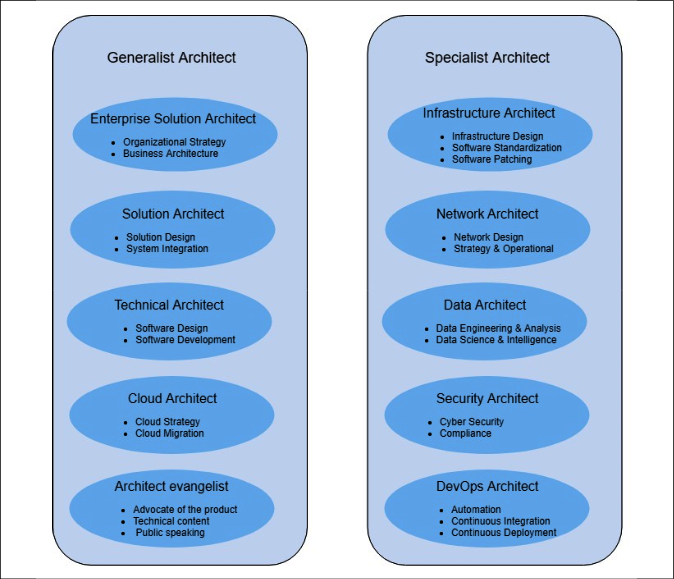 Generalist Architect
Enterprise Solution Architect
• Organizational Strategy
• Business Architecture
Solution Architect
• Solution Design
• System Integration
Technical Architect
• Software Design
• Software Development
Cloud Architect
• Cloud Strategy
• Cloud Migration
Architect evangelist
• Advocate of the product
• Technical content
• Public speaking
Specialist Architect
Infrastructure Architect
• Infrastructure Design
• Software Standardization
• Software Patching
Network Architect
• Network Design
• Strategy & Operational
Data Architect
• Data Engineering & Analysis
• Data Science & Intelligence
Security Architect
• Cyber Security
• Compliance
DevOps Architect
• Automation
• Continuous Integration
• Continuous Deployment